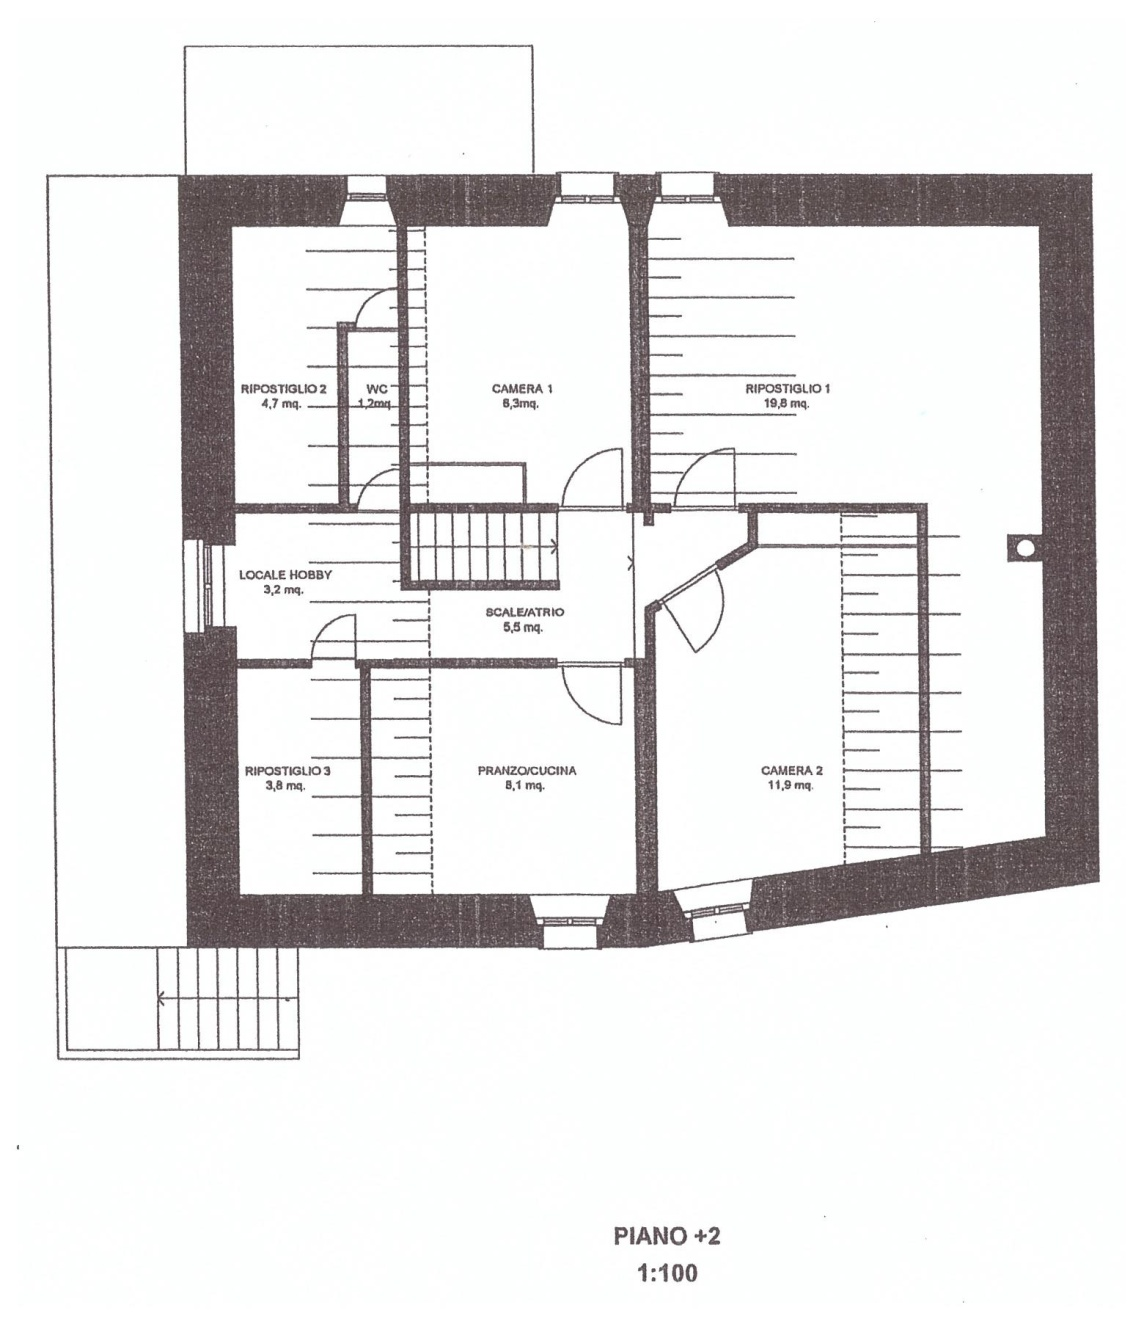 RIPOSTIGLIO 2
4,7 mq.
WC
1,2mq.
CAMERA 1
6,3mq.
RIPOSTIGLIO 1
19,8 mq.
LOCALE HOBBY
3,2 mq.
SCALE/ATRIO
5,5 mq.
RIPOSTIGLIO 3
3,8 mq.
PRANZO/CUCINA
8,1 mq.
CAMERA 2
11,9 mq.
PIANO +2
1:100